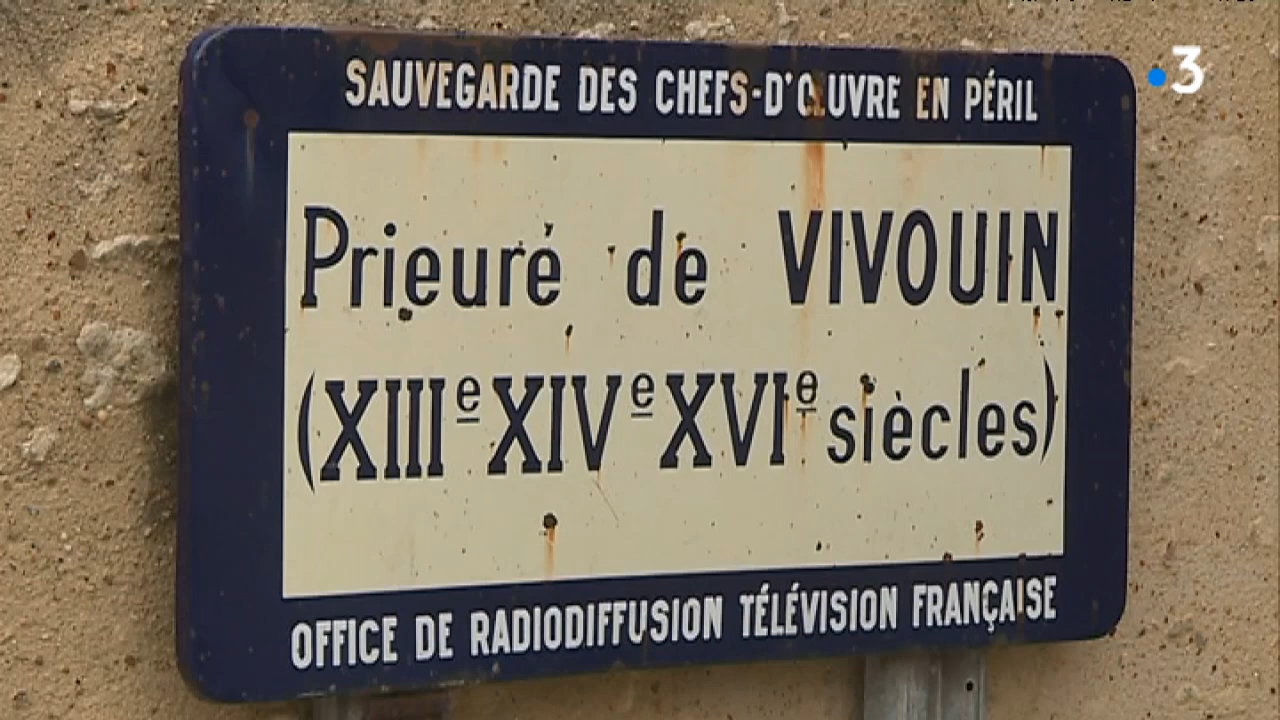 SAUVEGARDE DES CHEFS-D'ŒUVRE EN PÉRIL
3
Prieuré de VIVOUIN
(XIIIe XIVe XVIe siècles)
OFFICE DE RADIODIFFUSION TÉLÉVISION FRANÇAISE